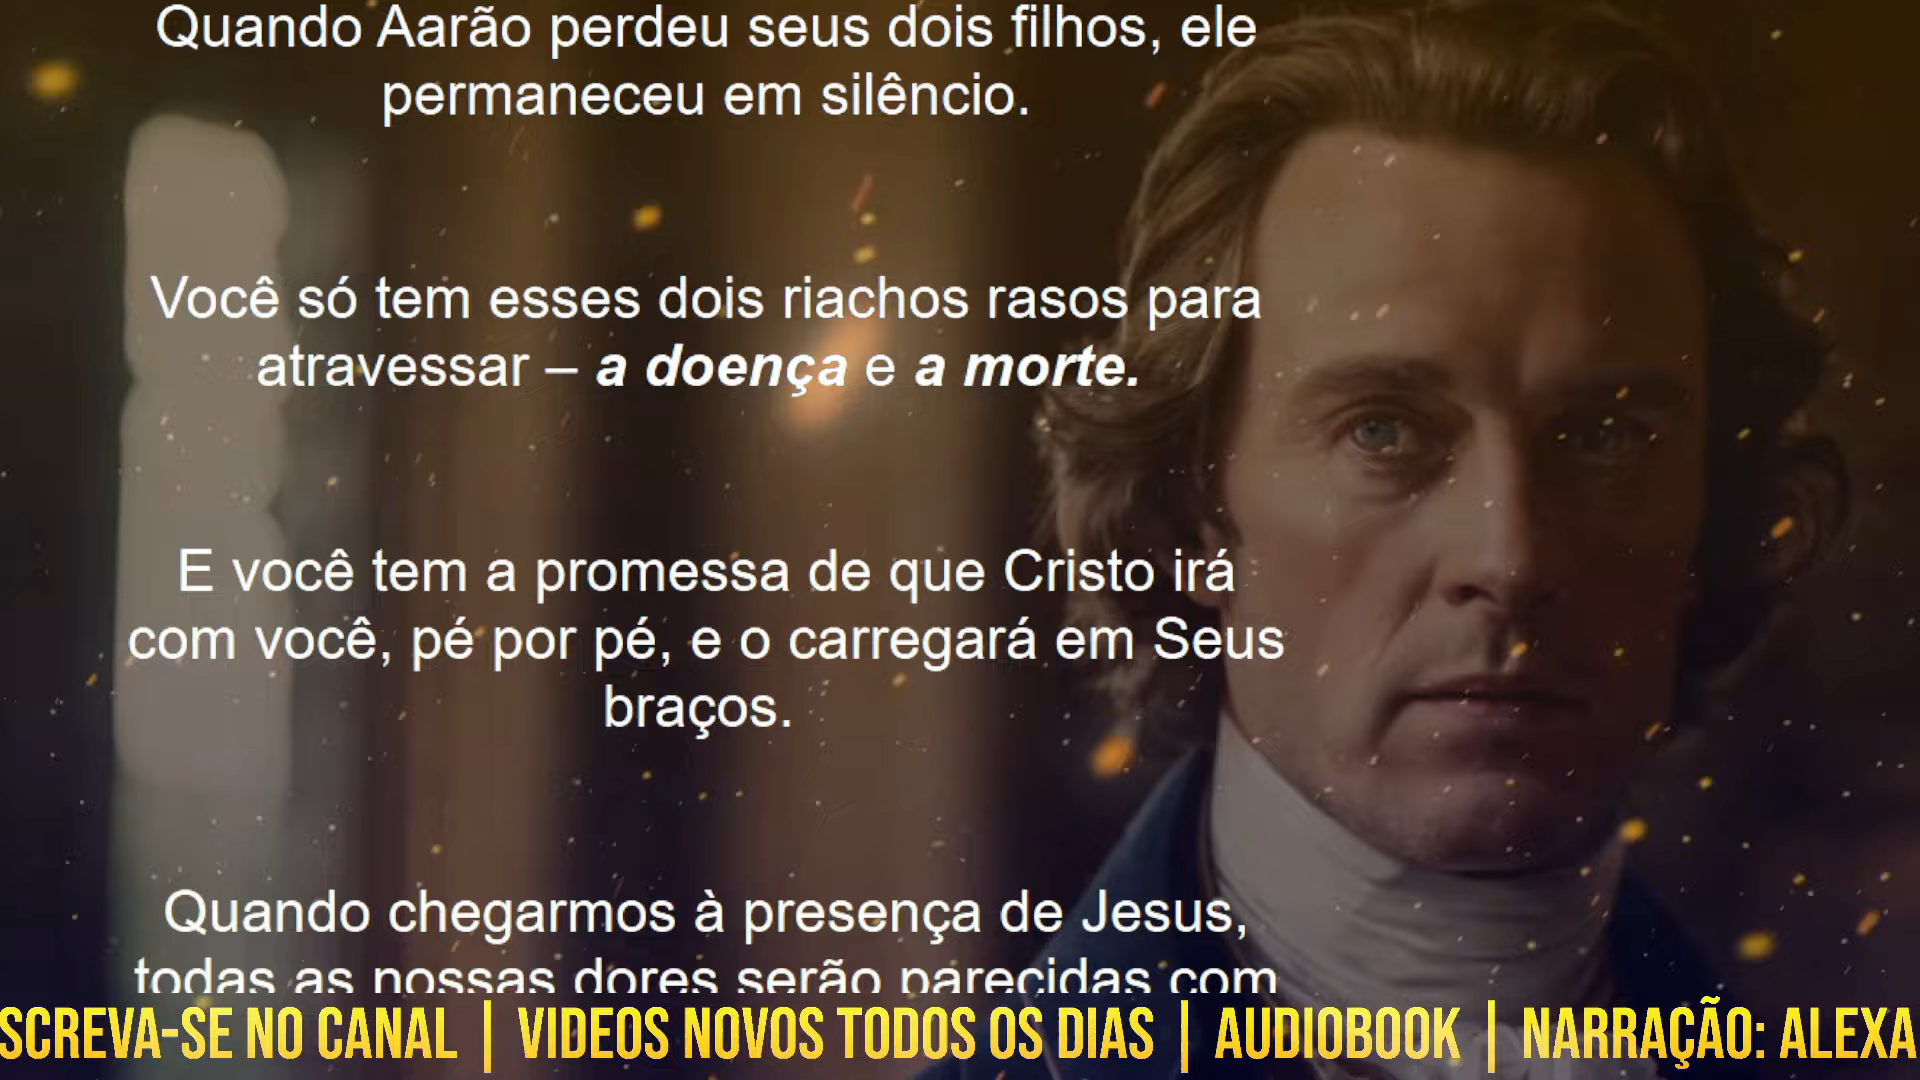 Quando Aarão perdeu seus dois filhos, ele
permaneceu em silêncio.
Você só tem esses dois riachos rasos para
atravessar – a doença e a morte.
E você tem a promessa de que Cristo irá
com você, pé por pé, e o carregará em Seus
braços.
Quando chegarmos à presença de Jesus,
todas as nossas dores serão parecidas com
SCREVA-SE NO CANAL | VIDEOS NOVOS TODOS OS DIAS | AUDIOBOOK | NARRAÇÃO: ALEXA